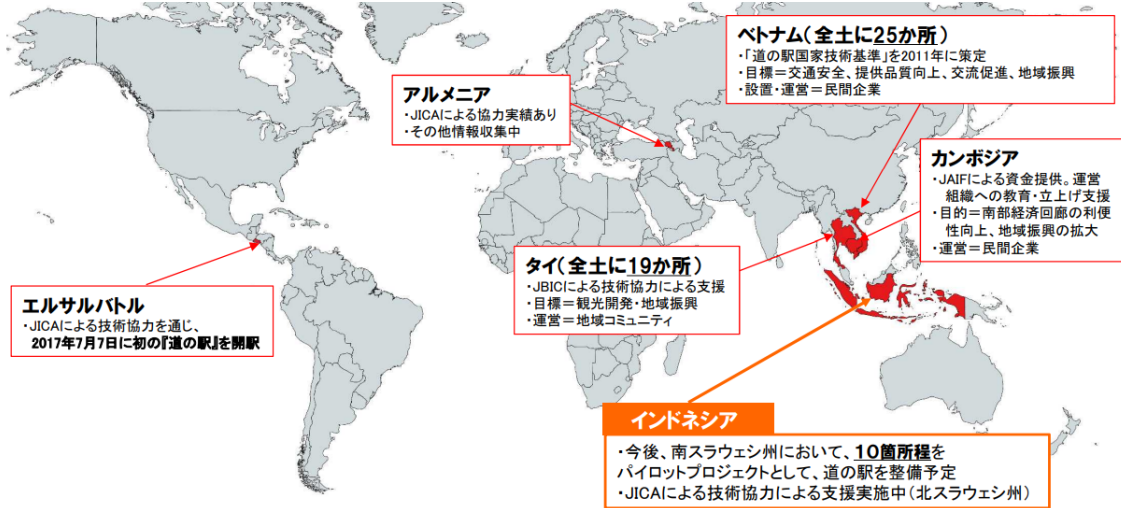 ベトナム(全土に25か所)
・「道の駅国家技術基準」を2011年に策定
・目標=交通安全、提供品質向上、交流促進、地域振興
・設置・運営=民間企業
アルメニア
・JICAによる協力実績あり
・その他情報収集中
カンボジア
・JAIFによる資金提供。運営
組織への教育・立上げ支援
・目的=南部経済回廊の利便
性向上、地域振興の拡大
・運営=民間企業
タイ(全土に19か所)
・JBICによる技術協力による支援
・目標=観光開発・地域振興
・運営=地域コミュニティ
エルサルバトル
・JICAによる技術協力を通じ、
2017年7月7日に初の『道の駅』を開駅
インドネシア
・今後、南スラウェシ州において、10箇所程を
パイロットプロジェクトとして、道の駅を整備予定
・JICAによる技術協力による支援実施中(北スラウェシ州)